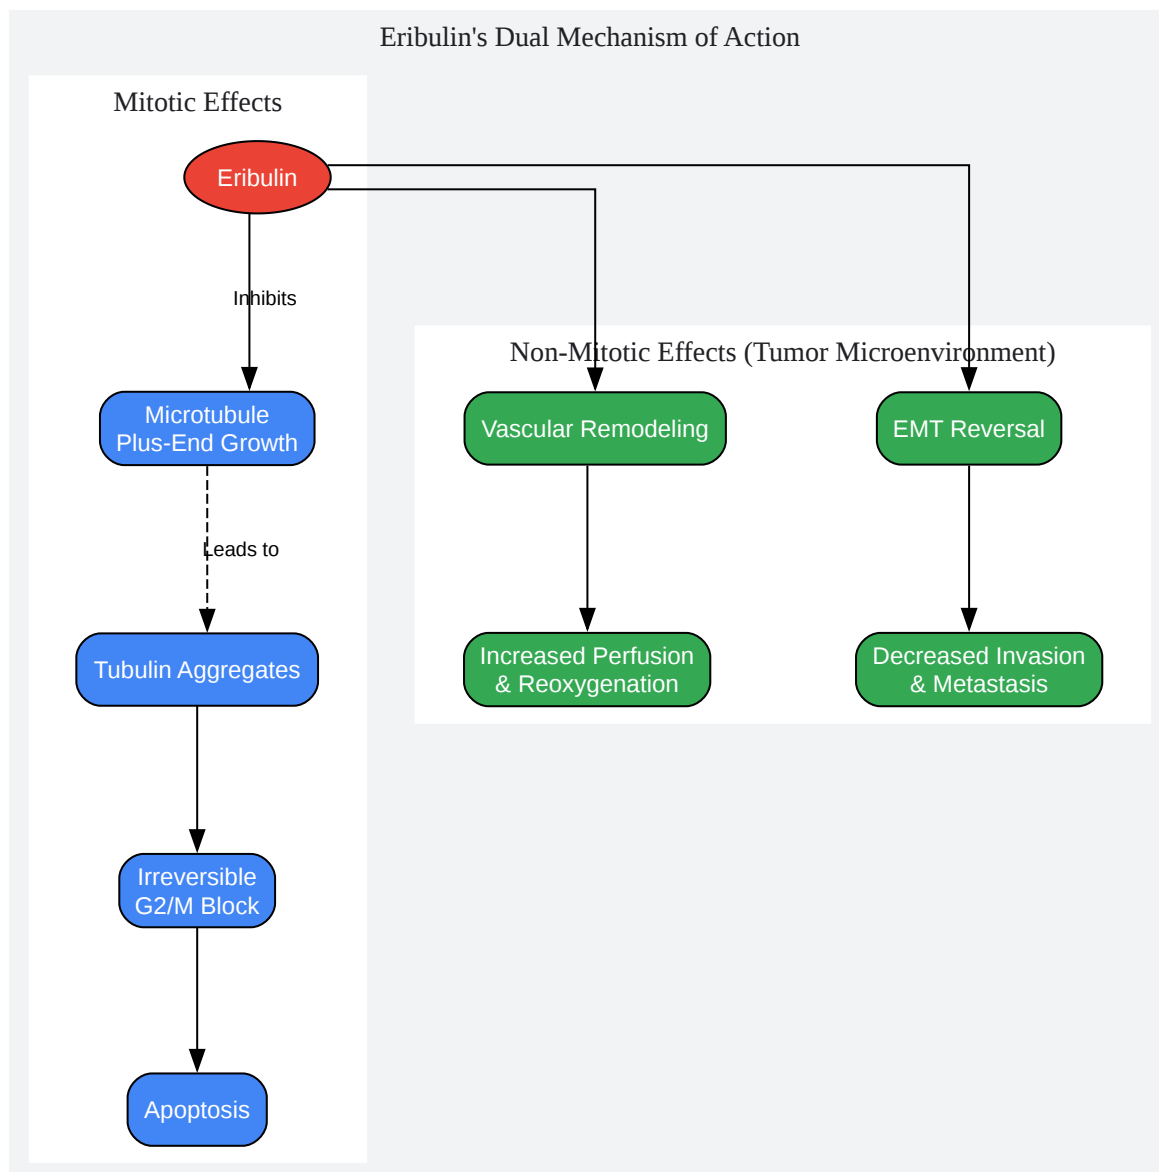 Eribulin's Dual Mechanism of Action
Mitotic Effects
Eribulin
Inhibits
Non-Mitotic Effects (Tumor Microenvironment)
Microtubule
Plus-End Growth
Vascular Remodeling
EMT Reversal
Leads to
Tubulin Aggregates
Increased Perfusion
& Reoxygenation
Decreased Invasion
& Metastasis
Irreversible
G2/M Block
Apoptosis